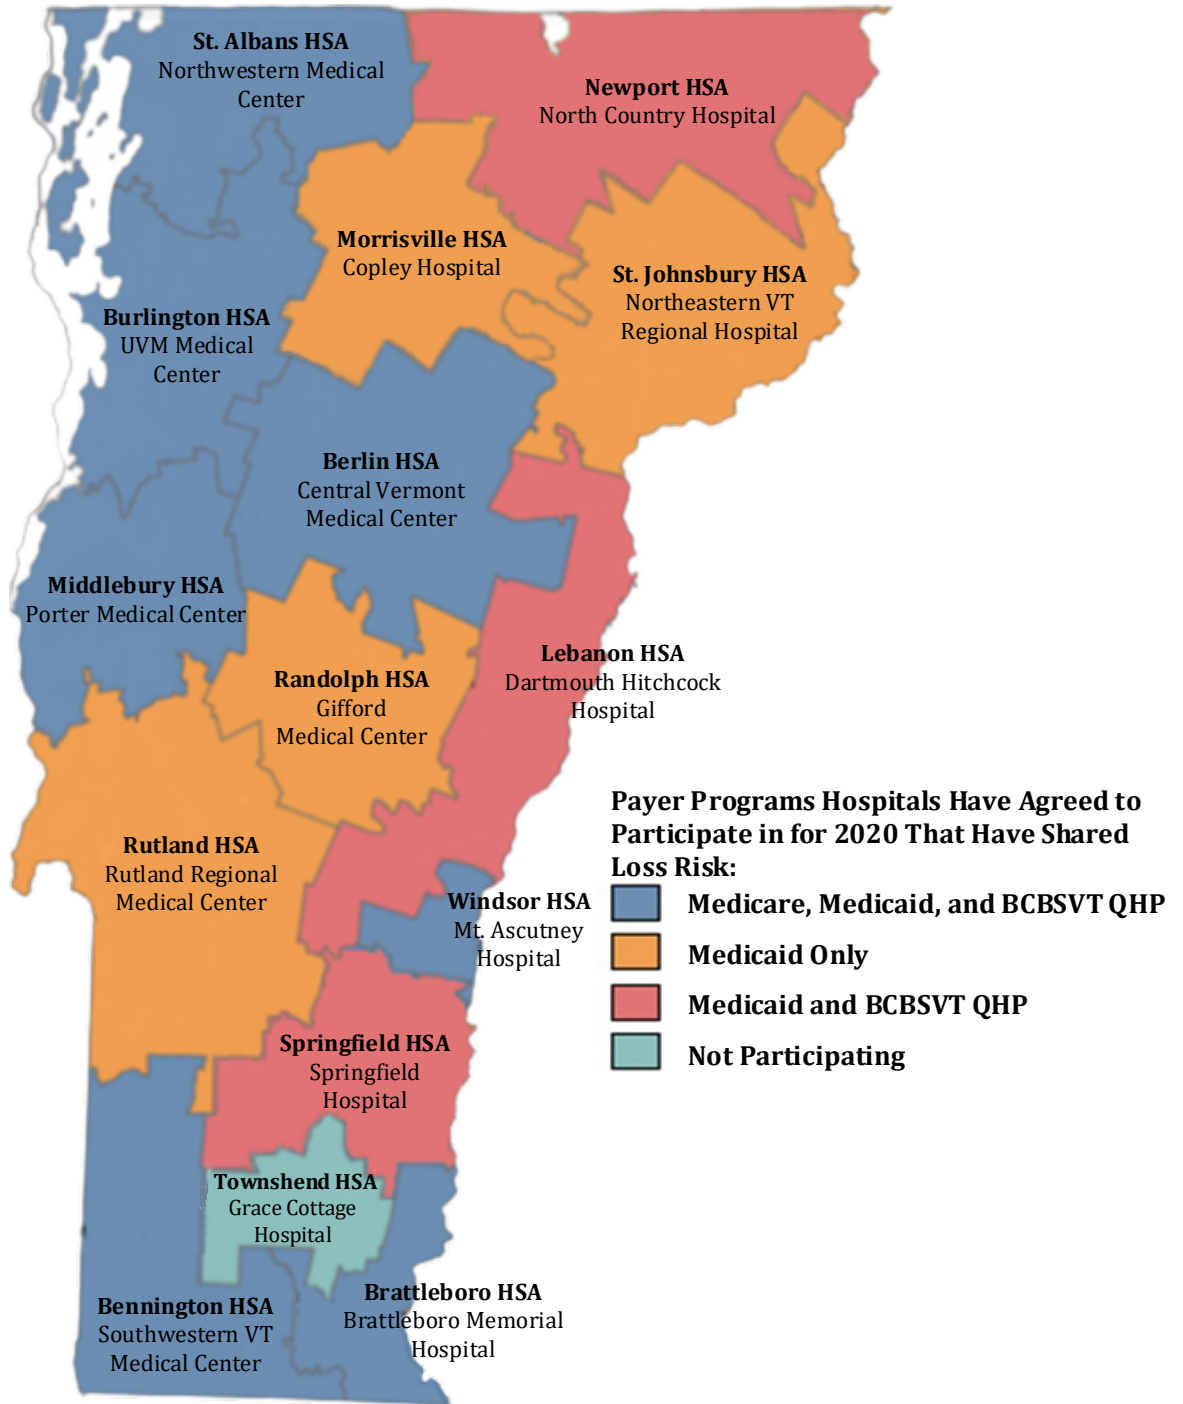 St. Albans HSA
Northwestern Medical
Center
Newport HSA
North Country Hospital
Morrisville HSA
Copley Hospital
St. Johnsbury HSA
Northeastern VT
Regional Hospital
Burlington HSA
UVM Medical
Center
Berlin HSA
Central Vermont
Medical Center
Middlebury HSA
Porter Medical Center
Lebanon HSA
Dartmouth Hitchcock
Hospital
Randolph HSA
Gifford
Medical Center
Rutland HSA
Rutland Regional
Medical Center
Windsor HSA
Mt. Ascutney
Hospital
Springfield HSA
Springfield
Hospital
Townshend HSA
Grace Cottage
Hospital
Bennington HSA
Southwestern VT
Medical Center
Brattleboro HSA
Brattleboro Memorial
Hospital
Payer Programs Hospitals Have Agreed to
Participate in for 2020 That Have Shared
Loss Risk:
Medicare, Medicaid, and BCBSVT QHP
Medicaid Only
Medicaid and BCBSVT QHP
Not Participating